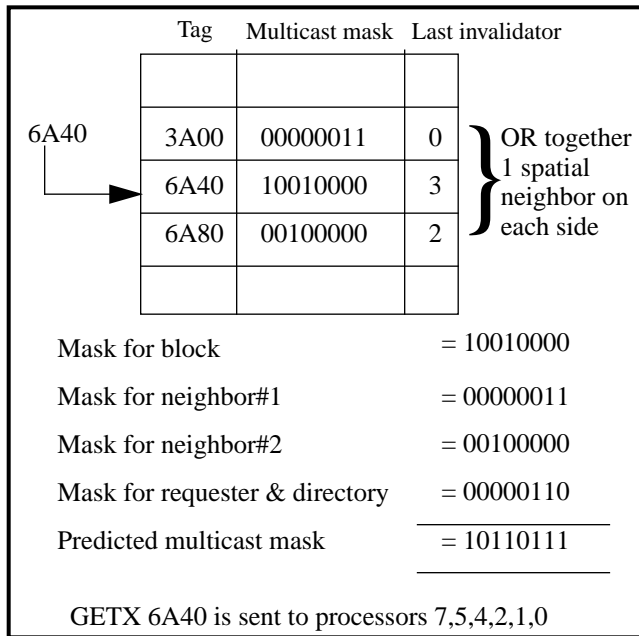 Tag Multicast mask Last invalidator
6A40
3A00 00000011 0
6A40 10010000 3
6A80 00100000 2
OR together
1 spatial
neighbor on
each side
Mask for block = 10010000
Mask for neighbor#1 = 00000011
Mask for neighbor#2 = 00100000
Mask for requester & directory = 00000110
Predicted multicast mask = 10110111
GETX 6A40 is sent to processors 7,5,4,2,1,0